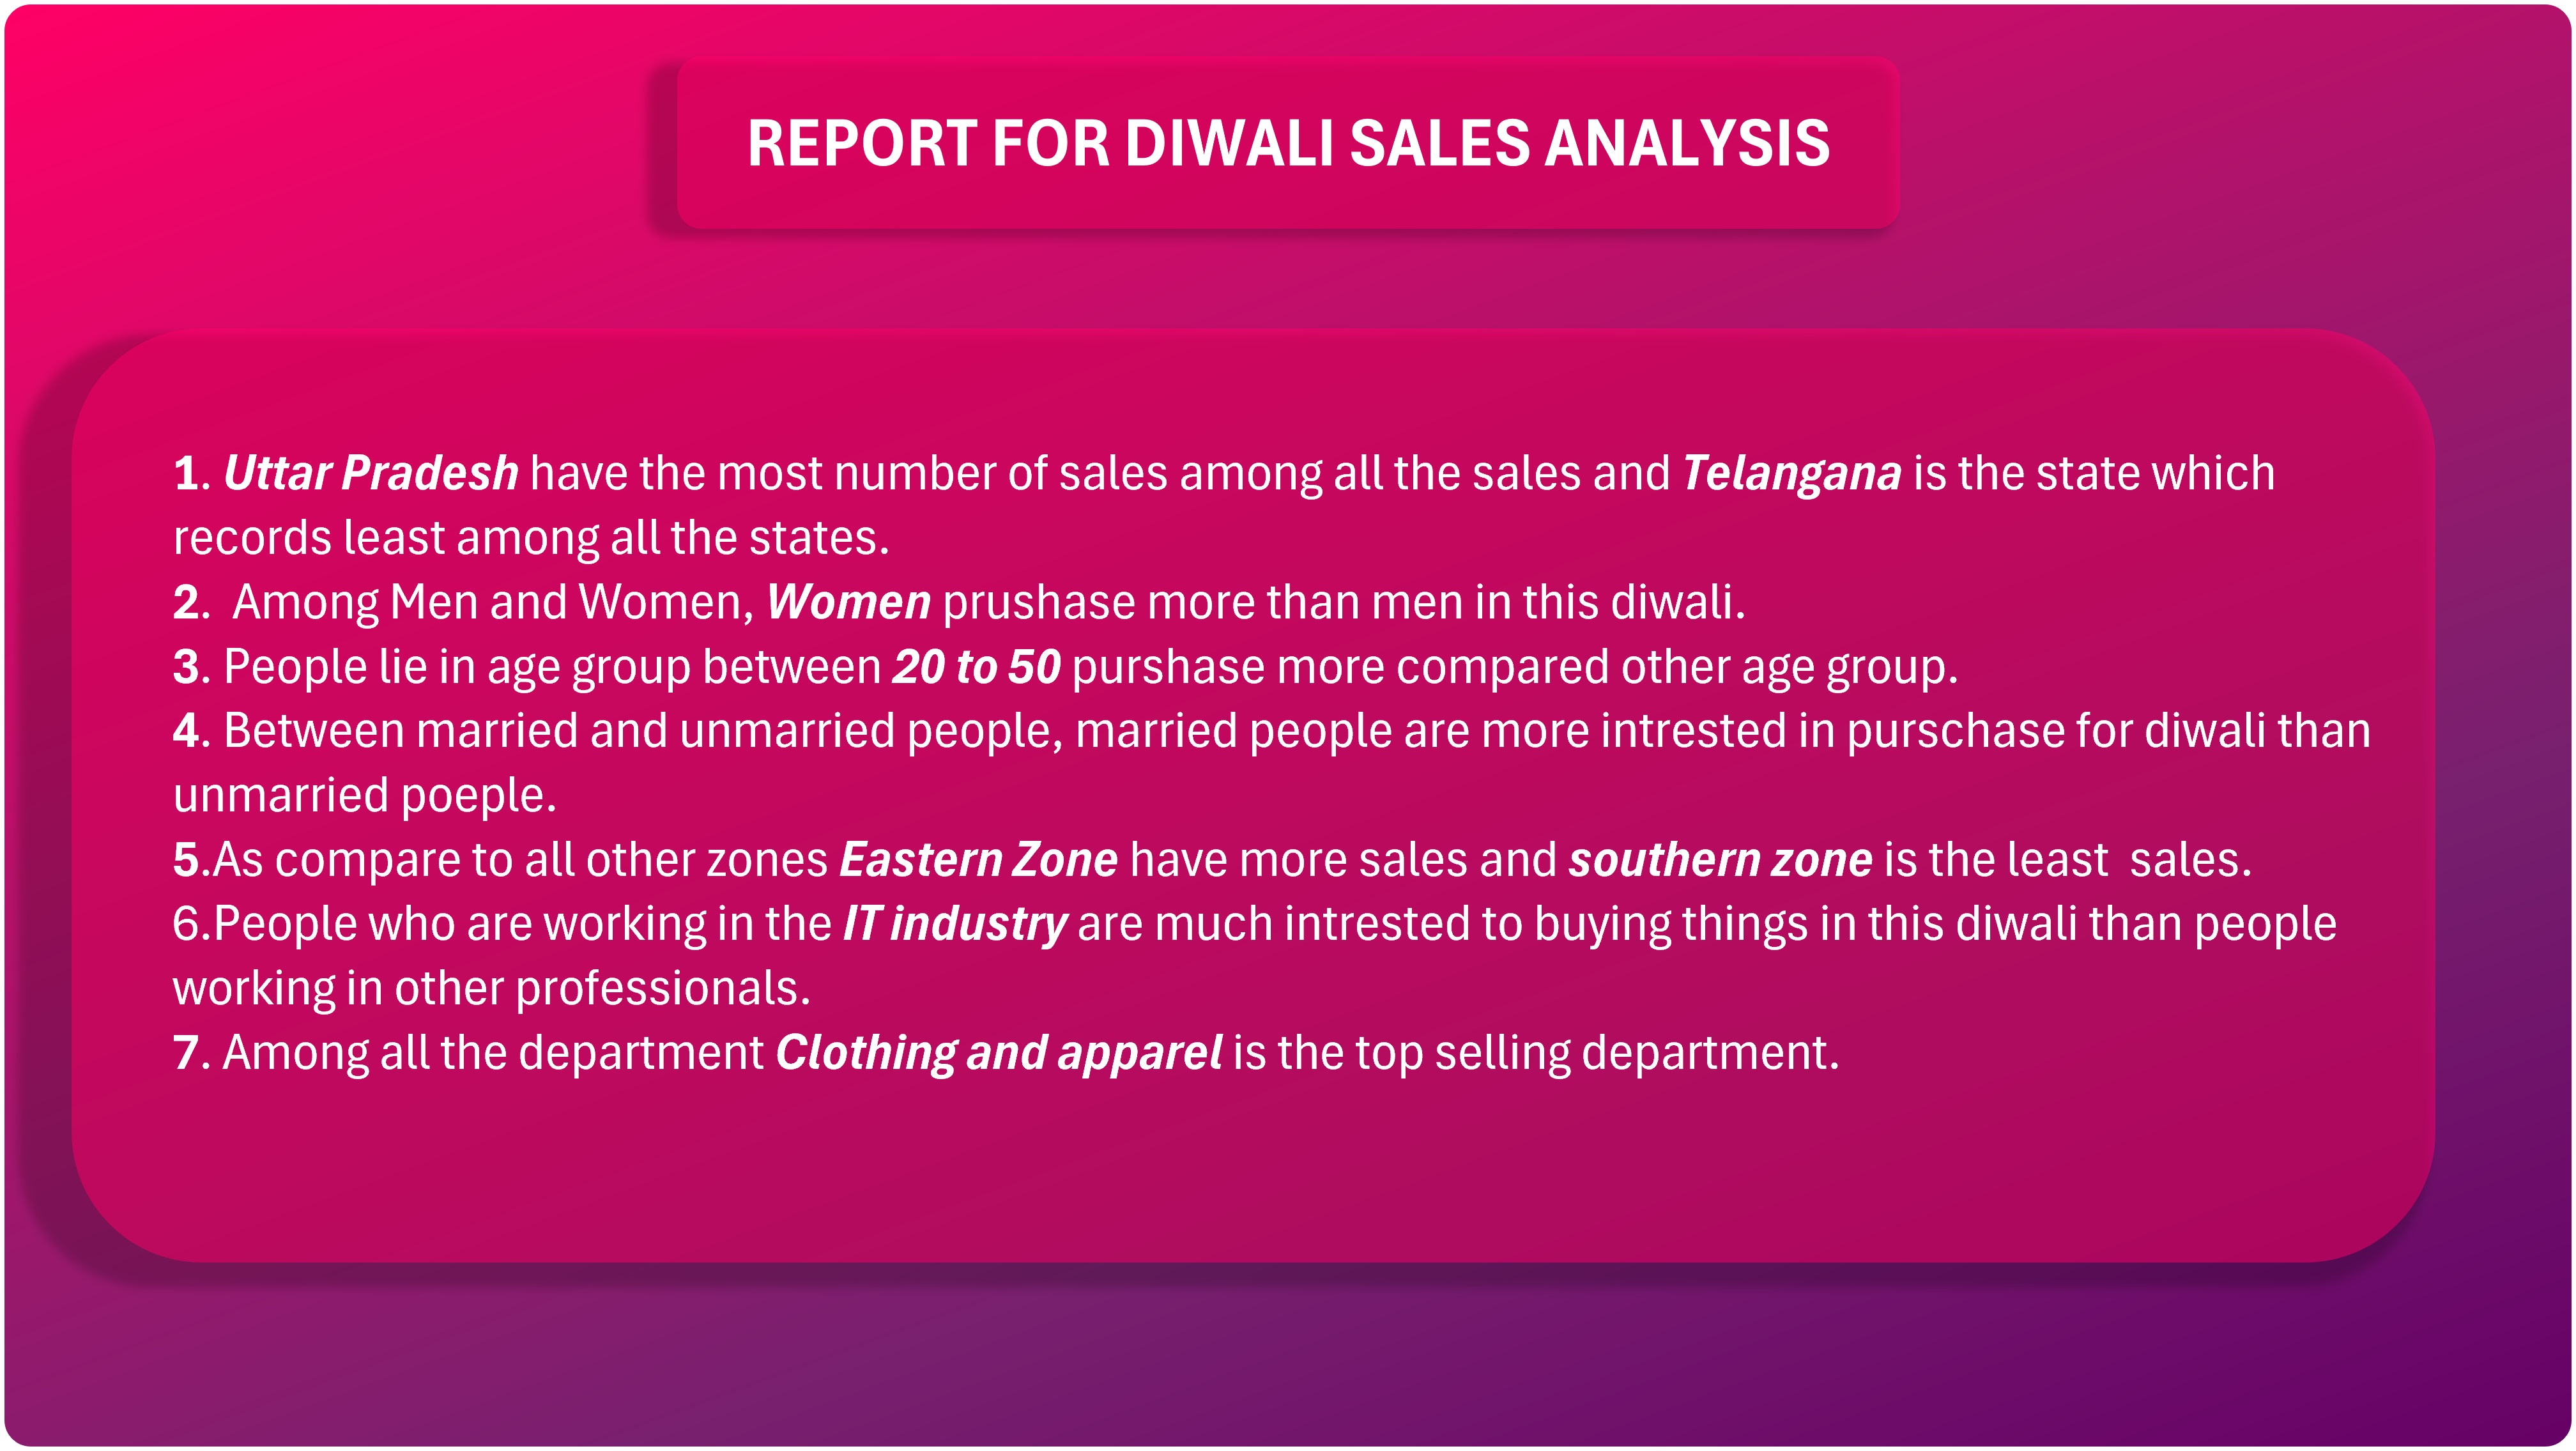 REPORT FOR DIWALI SALES ANALYSIS
1. Uttar Pradesh have the most number of sales among all the sales and Telangana is the state which
records least among all the states.
2.  Among Men and Women, Women prushase more than men in this diwali.
3. People lie in age group between 20 to 50 purshase more compared other age group.
4. Between married and unmarried people, married people are more intrested in purschase for diwali than
unmarried poeple.
5.As compare to all other zones Eastern Zone have more sales and southern zone is the least  sales.
6.People who are working in the IT industry are much intrested to buying things in this diwali than people
working in other professionals.
7. Among all the department Clothing and apparel is the top selling department.